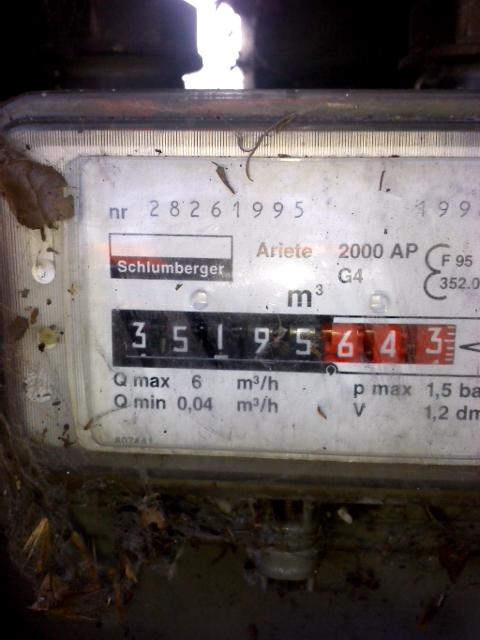 nr 28261995 199
Schlumberger
Ariete 2000 AP
G4
F 95
352.0
m³
35195643
Q max 6 m³/h
Q min 0,04 m³/h
p max 1,5 ba
V 1,2 dm